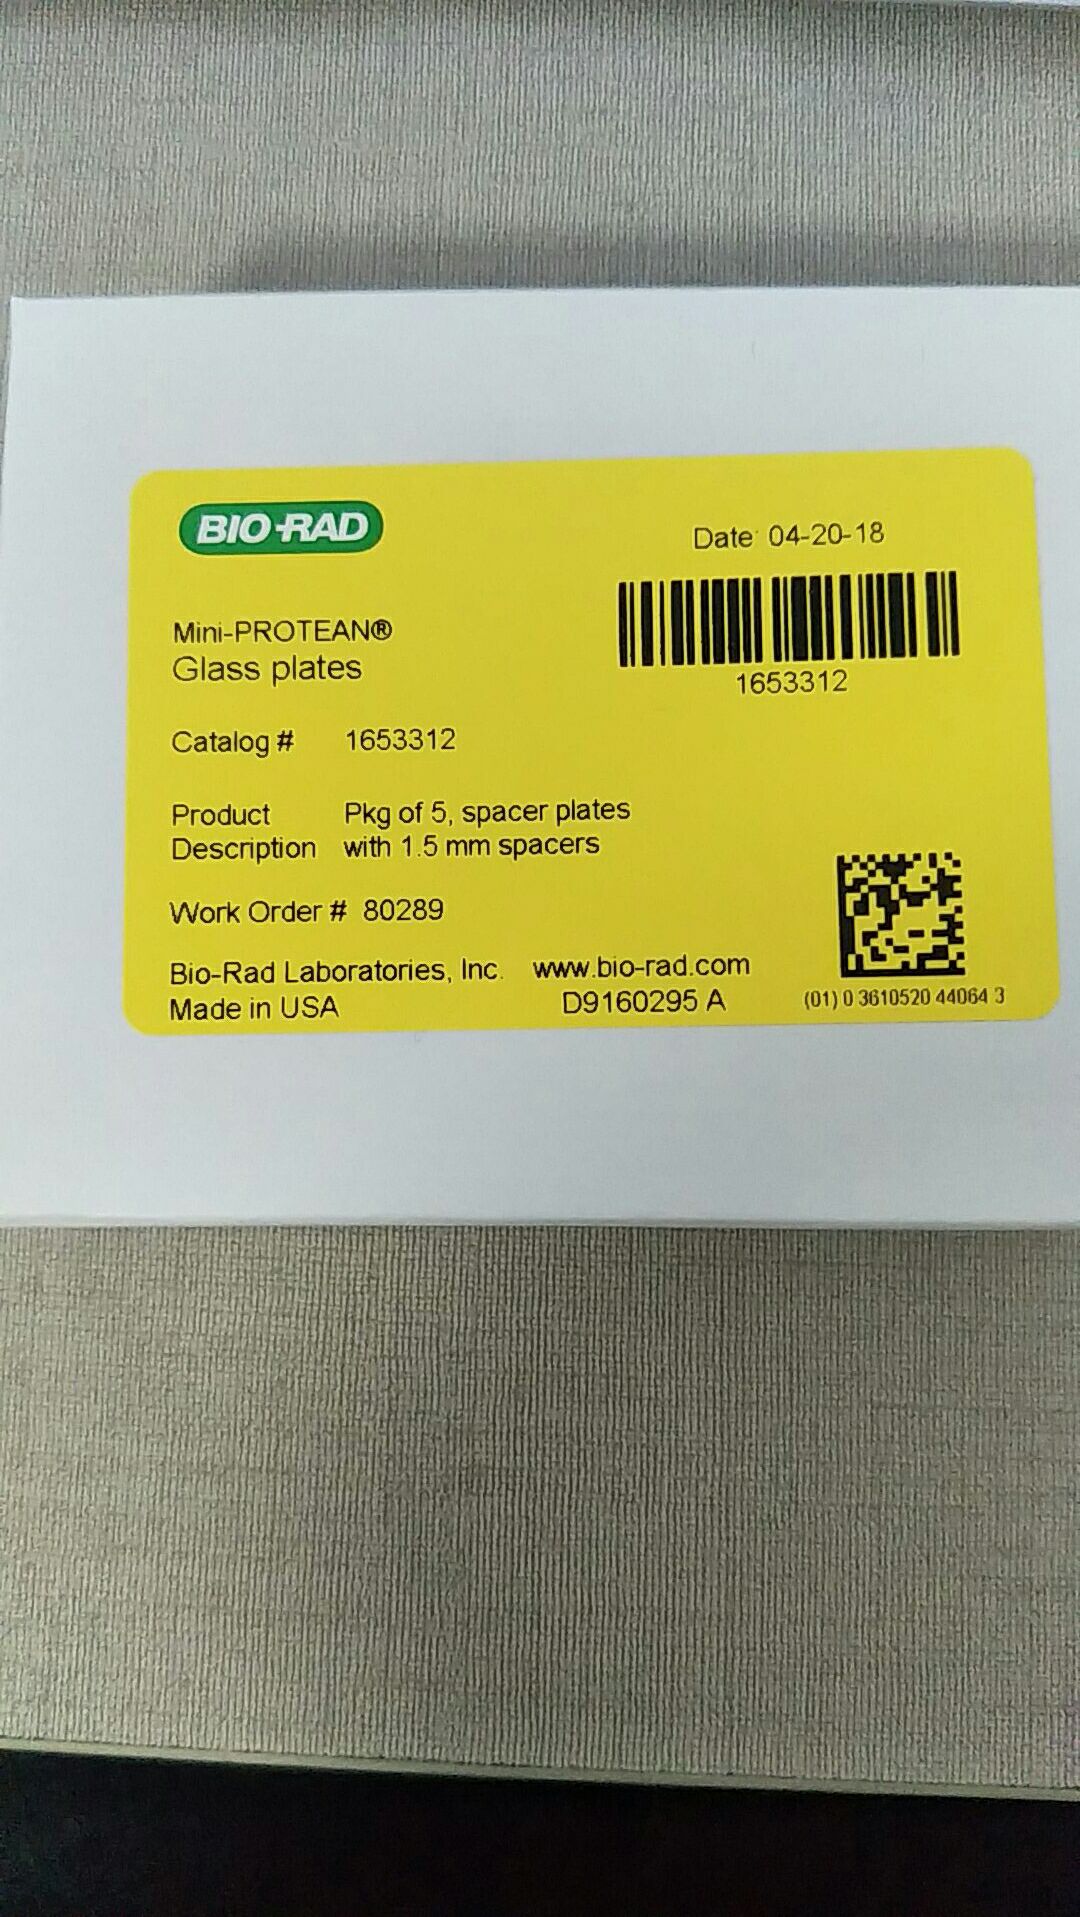 BIO-RAD
Date: 04-20-18
1653312
Mini-PROTEAN®
Glass plates
Catalog # 1653312
Product Pkg of 5, spacer plates
Description with 1.5 mm spacers
Work Order # 80289
Bio-Rad Laboratories, Inc. www.bio-rad.com
Made in USA D9160295 A
(01) 0 3610520 44064 3